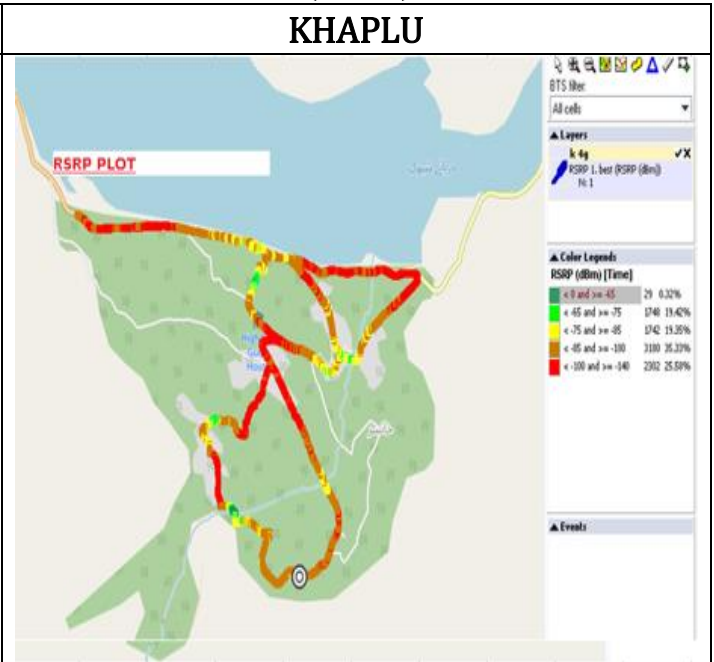 KHAPLU
BTS filter:
All cells
RSRP PLOT
Layers
k 4g
RSRP 1. best (RSRP (dBm))
N: 1
Color Legends
RSRP (dBm) [Time]
< 0 and >= -65 29 0.32%
< -65 and >= -75 1748 19.42%
< -75 and >= -85 1742 19.35%
< -85 and >= -100 3180 35.33%
< -100 and >= -140 2302 25.58%
Events